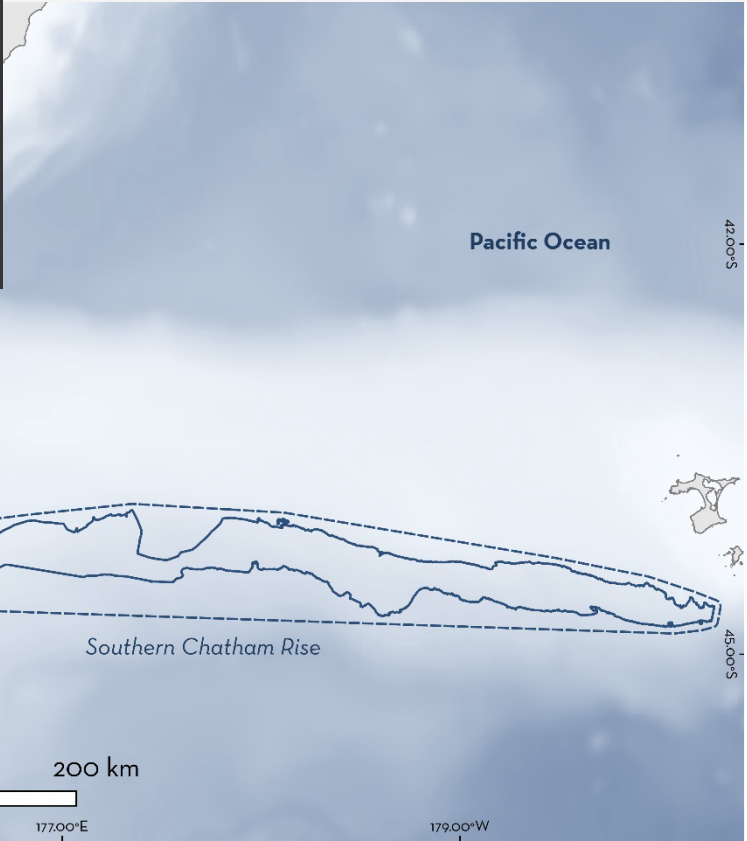 Pacific Ocean
42.00°S
Southern Chatham Rise
45.00°S
200 km
177.00°E
179.00°W